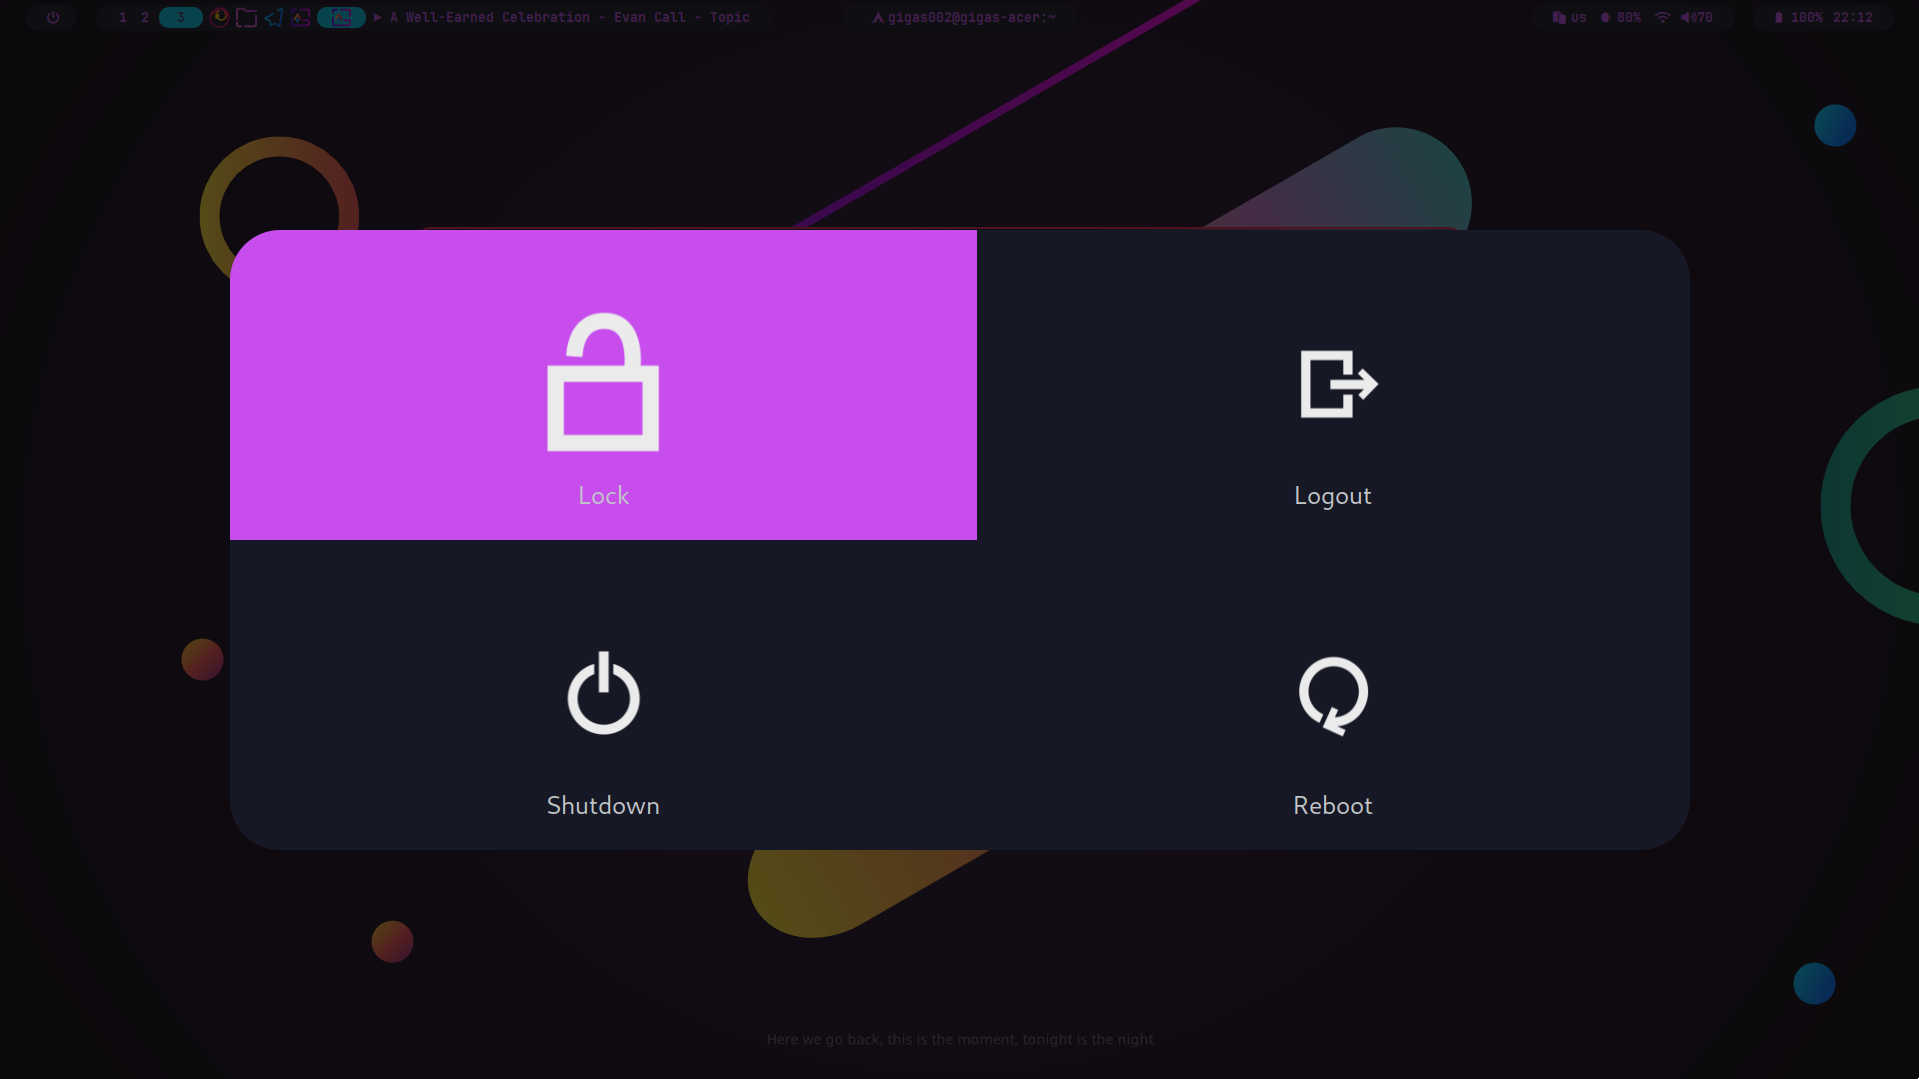 1 2 3 ▶ A Well-Earned Celebration - Evan Call - Topic
gigas002@gigas-acer:~
us 80% 70 100% 22:12
Lock
Logout
Shutdown
Reboot
Here we go back, this is the moment, tonight is the night